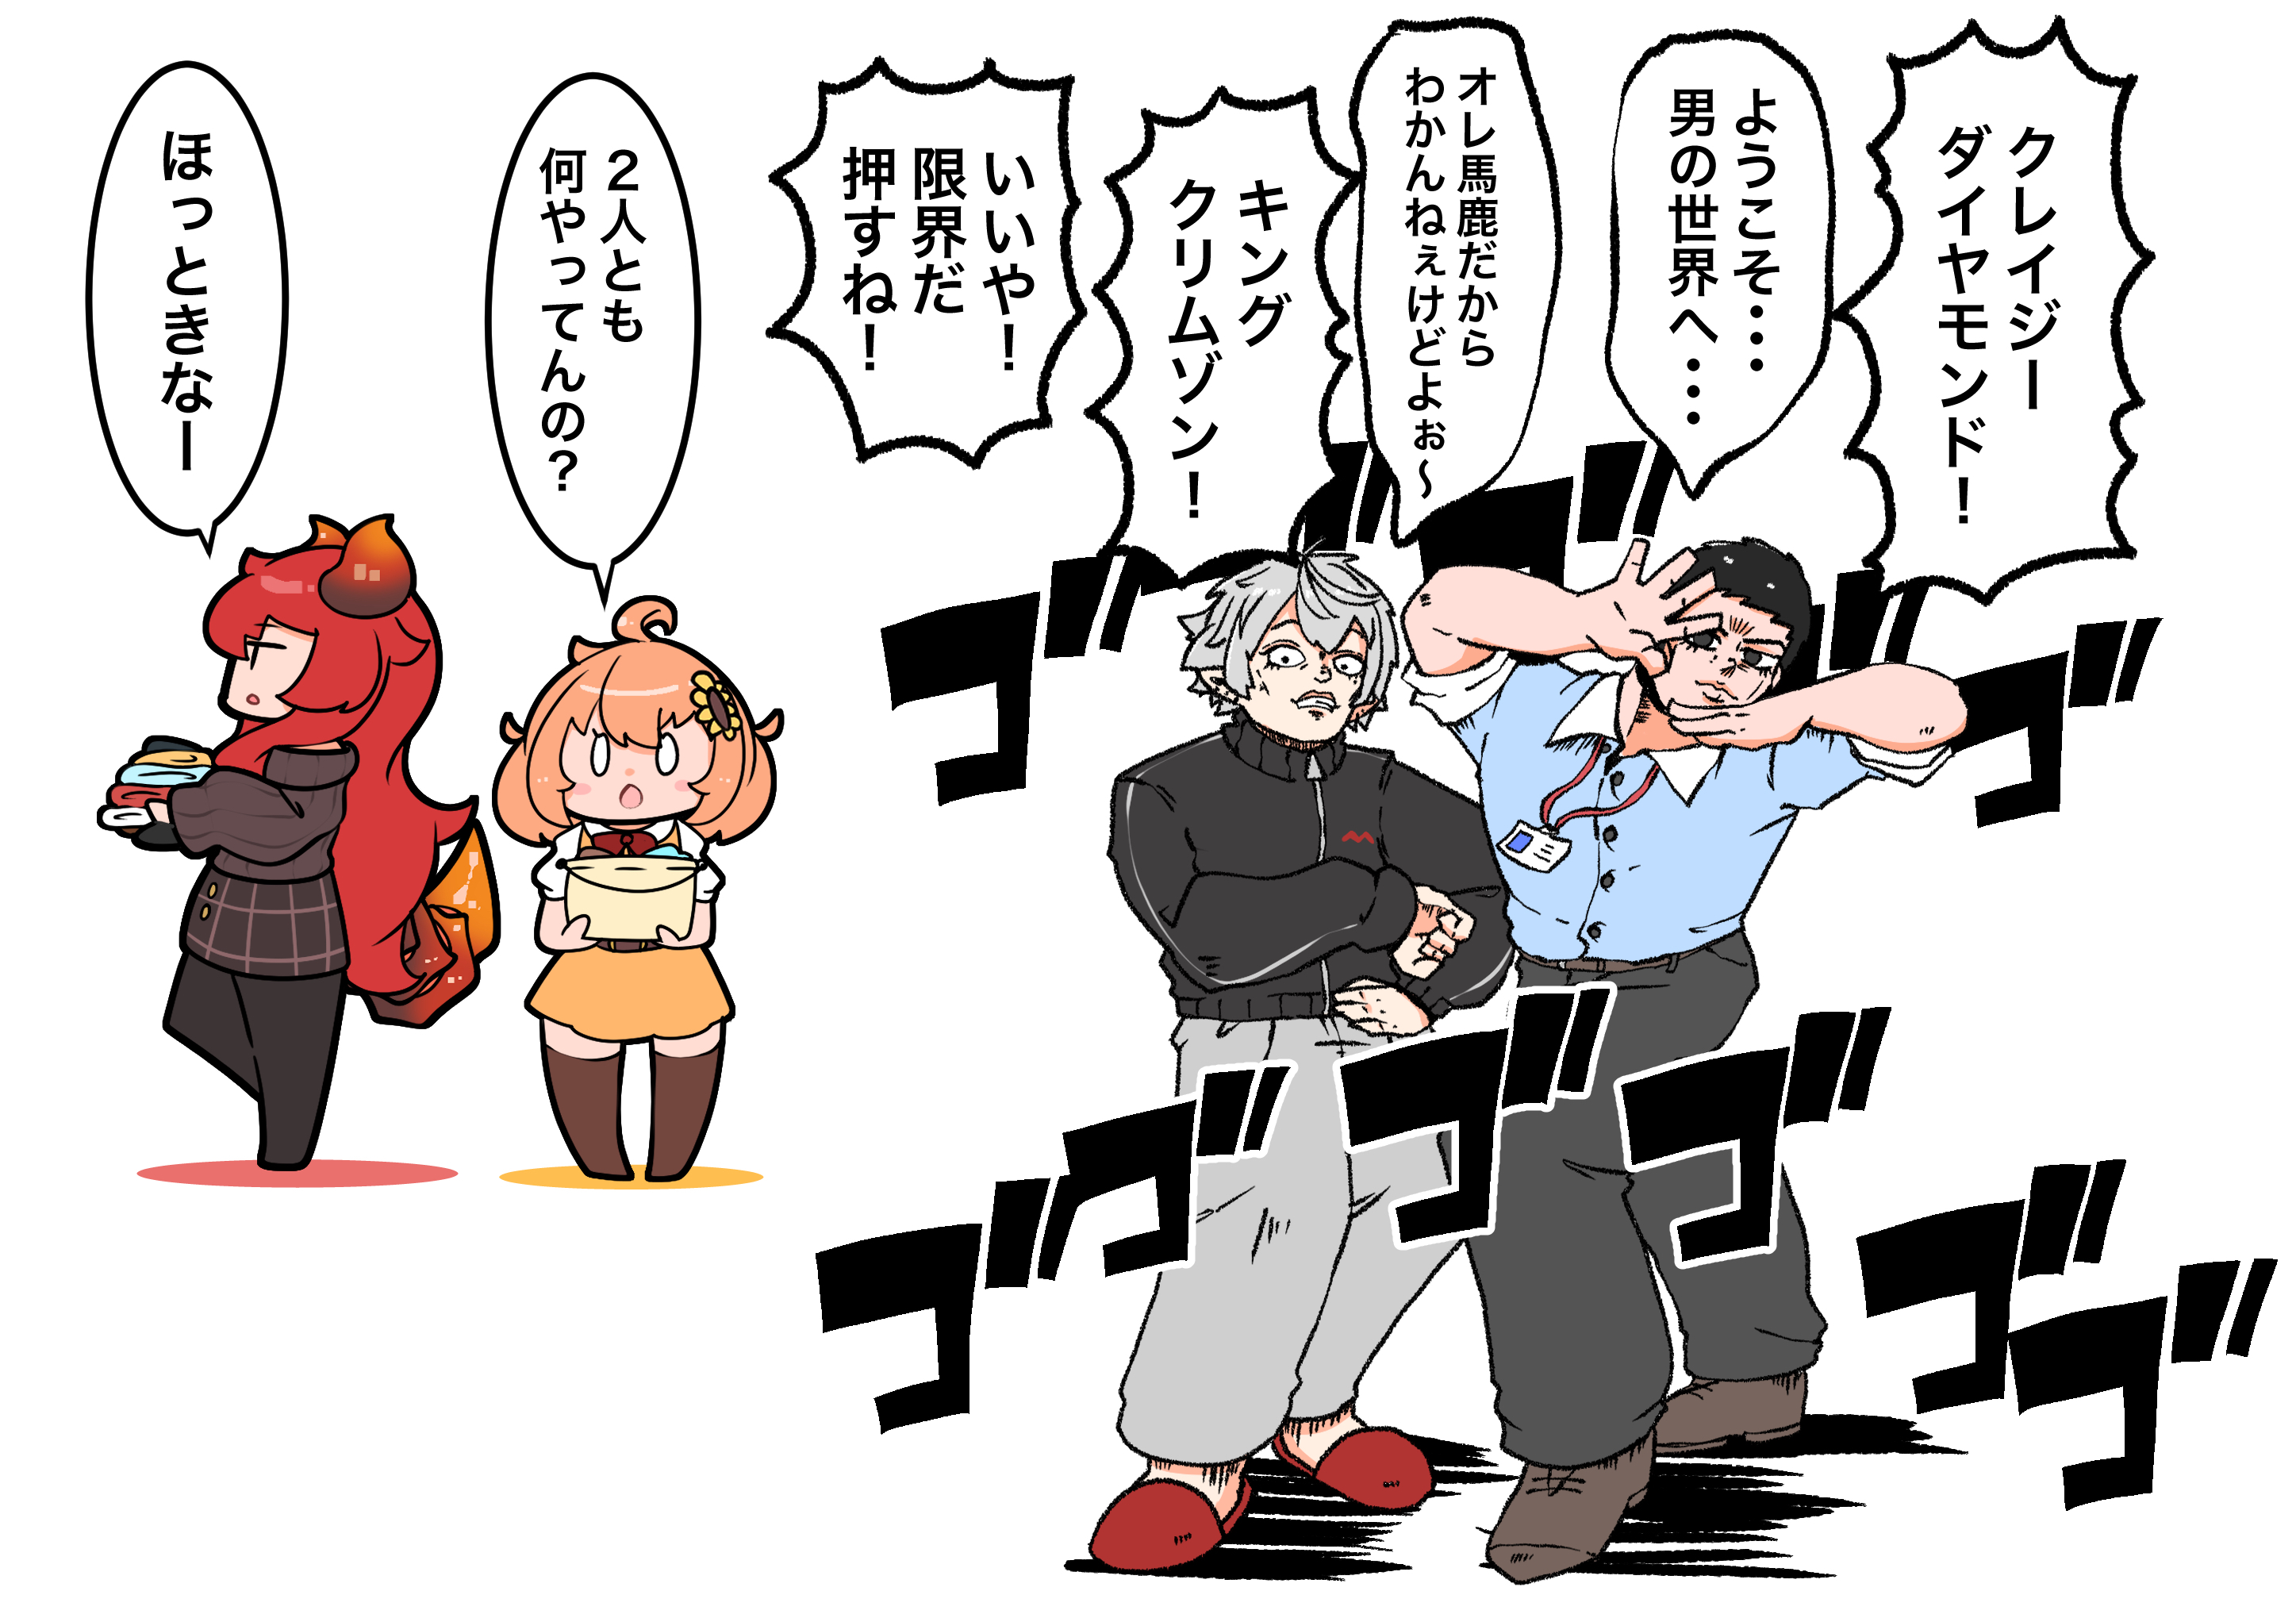 クレイジー
ダイヤモンド！
ようこそ・・・
男の世界へ・・・
オレ馬鹿だから
わかんねぇけどよぉ～
キング
クリムゾン！
いいや！
限界だ
押すね！
２人とも
何やってんの？
ほっときなー
ゴ
ゴ
ゴ
ゴ
ゴ
ゴ
ゴ
ゴ
ゴ
ゴ